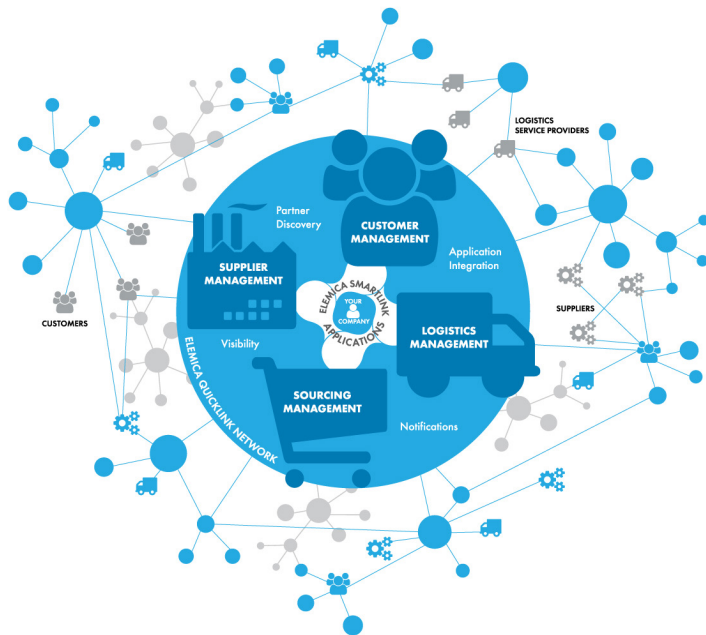 LOGISTICS
SERVICE PROVIDERS
Partner
Discovery
CUSTOMER
MANAGEMENT
Application
Integration
SUPPLIER
MANAGEMENT
ELEMICA SMARTLINK
APPLICATIONS
YOUR
COMPANY
CUSTOMERS
SUPPLIERS
LOGISTICS
MANAGEMENT
Visibility
SOURCING
MANAGEMENT
Notifications
ELEMICA QUICKLINK NETWORK